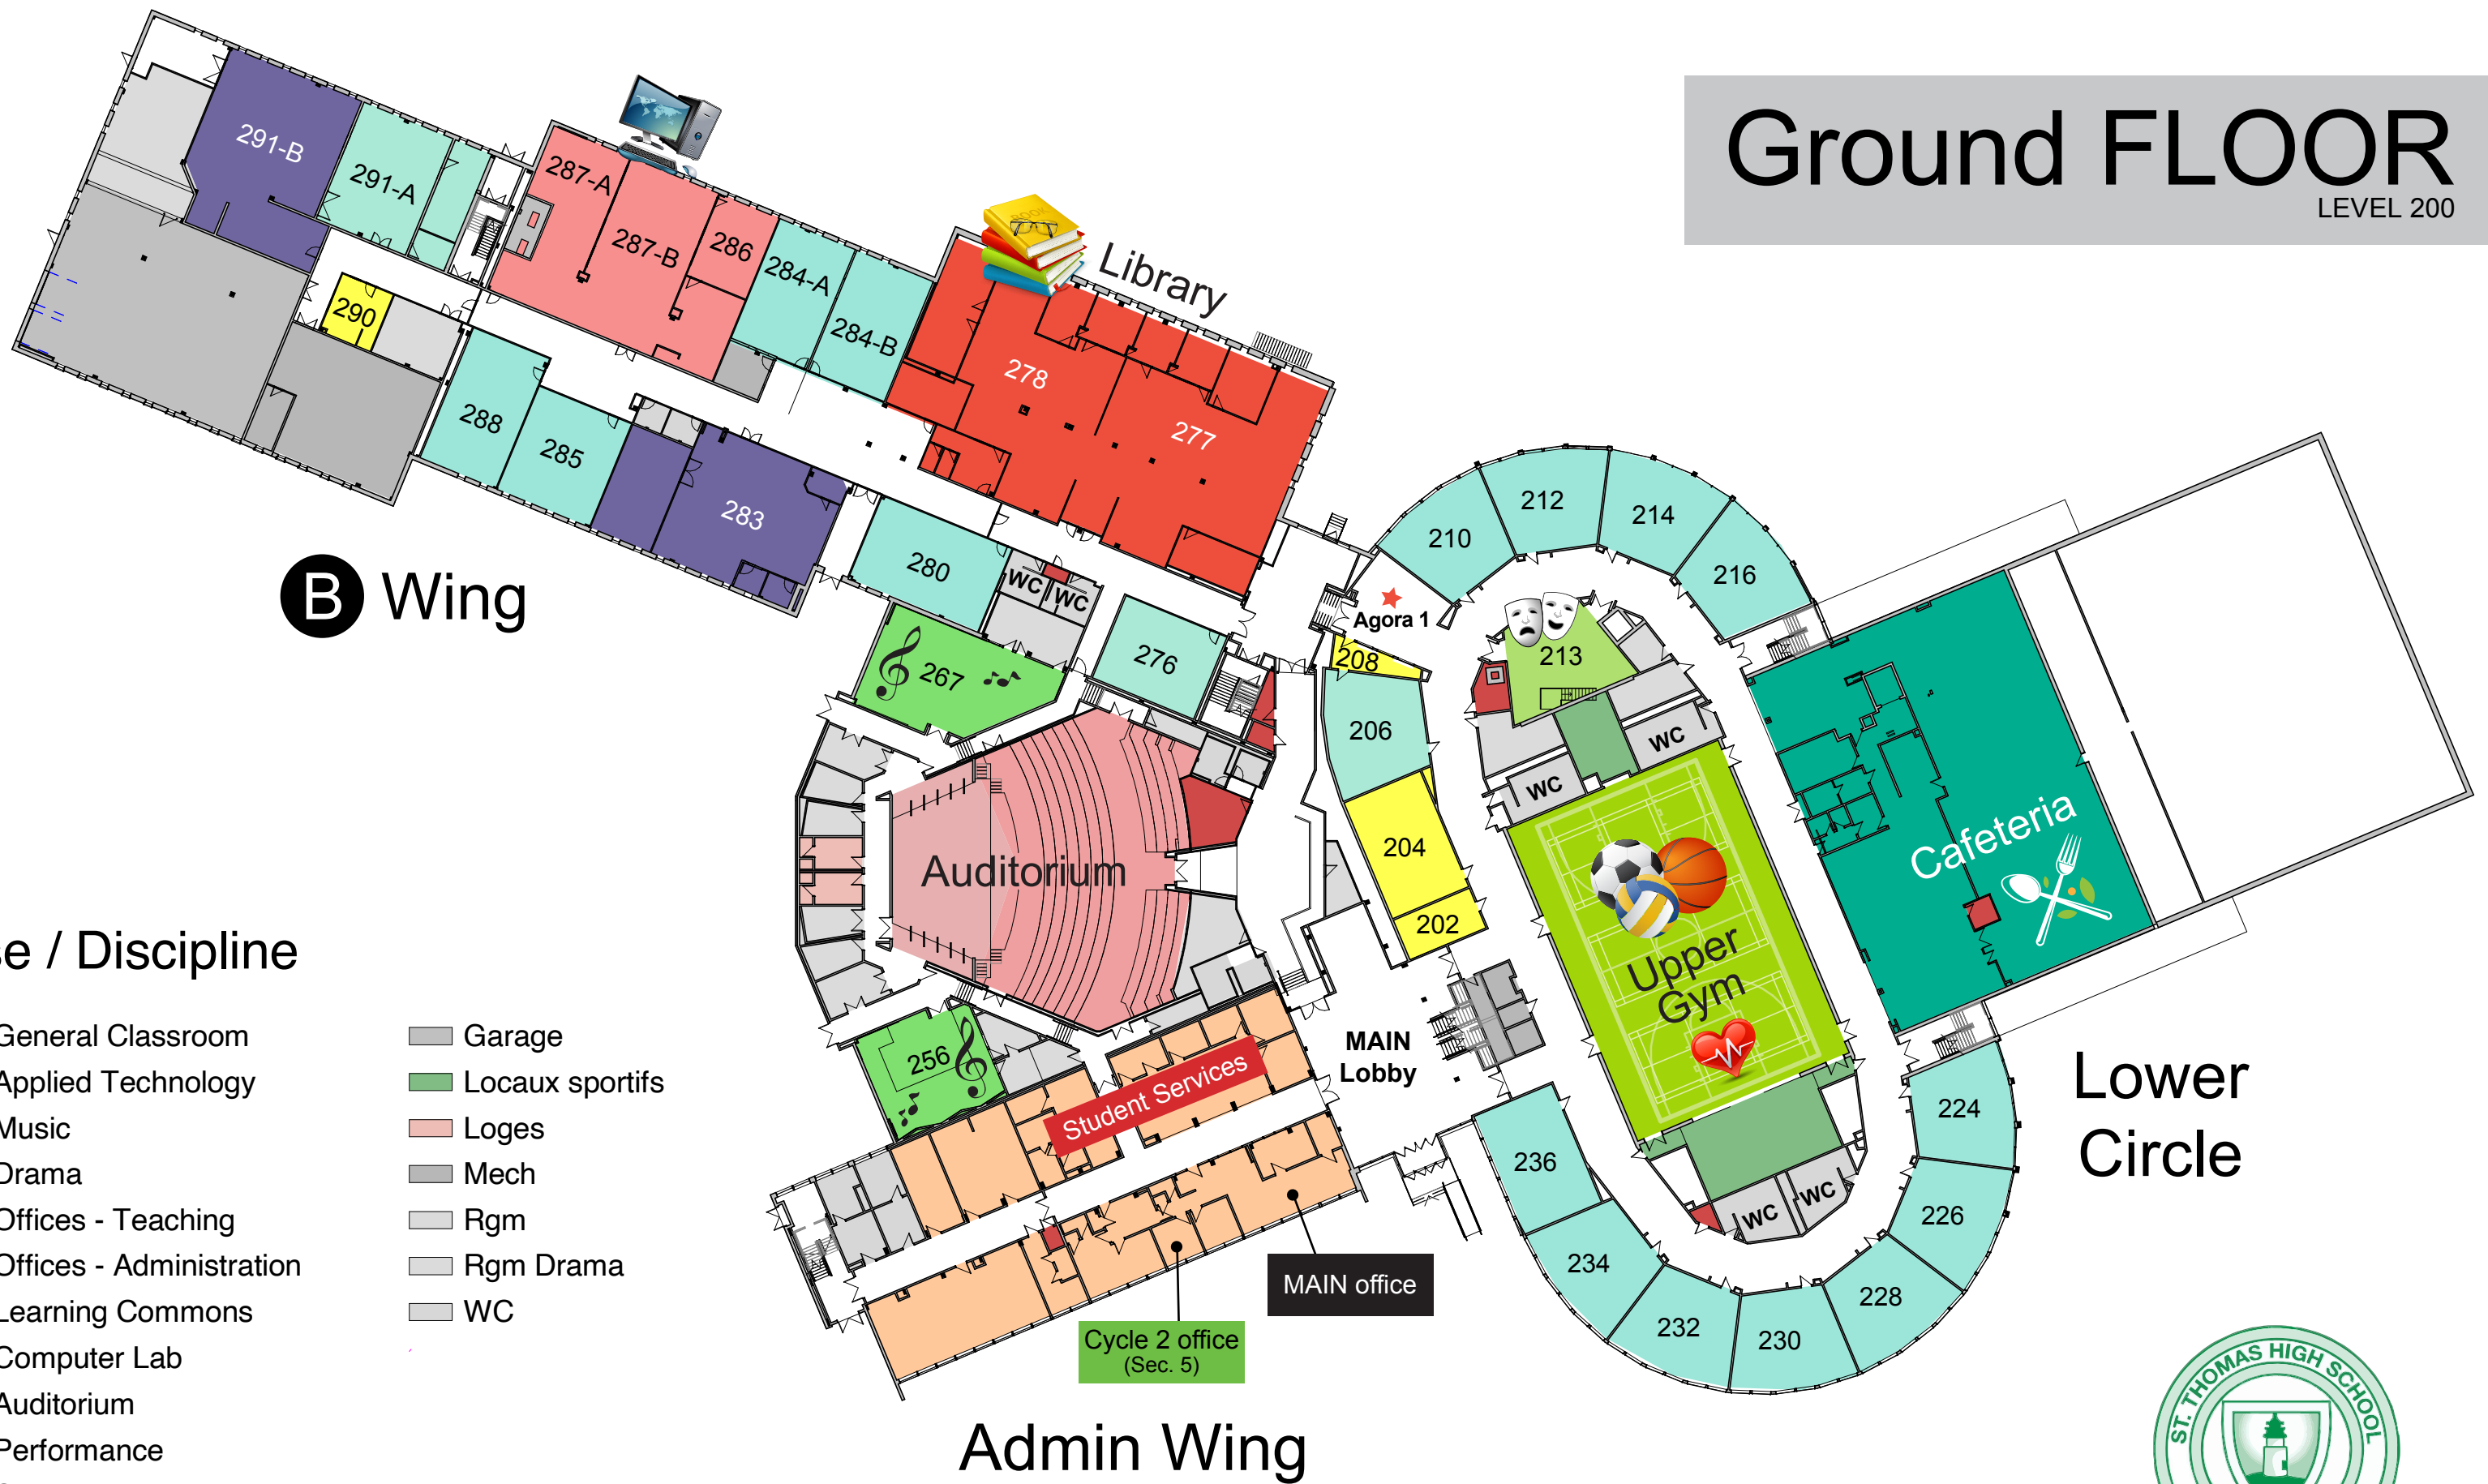 Ground FLOOR
LEVEL 200
291-B
291-A
287-A
287-B
286
284-A
284-B
BOOK
Library
278
277
290
288
285
283
280
WC
WC
276
267
B Wing
Agora 1
208
206
204
202
210
212
214
216
213
WC
WC
Upper
Gym
Cafeteria
Auditorium
256
Student Services
MAIN
Lobby
Lower
Circle
224
226
228
230
232
234
236
WC
WC
MAIN office
Cycle 2 office
(Sec. 5)
Admin Wing
se / Discipline
General Classroom
Applied Technology
Music
Drama
Offices - Teaching
Offices - Administration
Learning Commons
Computer Lab
Auditorium
Performance
Garage
Locaux sportifs
Loges
Mech
Rgm
Rgm Drama
WC
ST. THOMAS HIGH SCHOOL